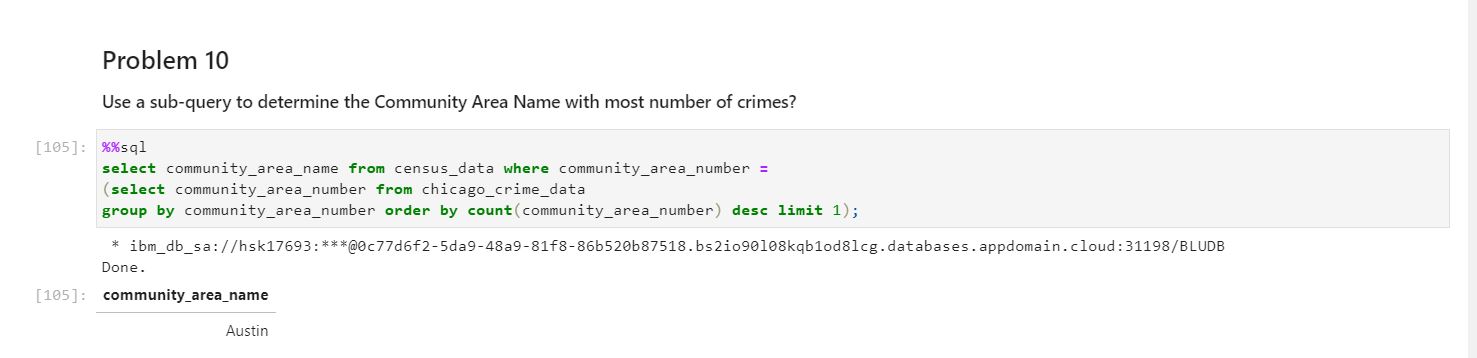 Problem 10
Use a sub-query to determine the Community Area Name with most number of crimes?
[105]: %%sql
select community_area_name from census_data where community_area_number =
(select community_area_number from chicago_crime_data
group by community_area_number order by count(community_area_number) desc limit 1);
* ibm_db_sa://hsk17693:***@0c77d6f2-5da9-48a9-81f8-86b520b87518.bs2io90l08kqb1od8lcg.databases.appdomain.cloud:31198/BLUDB
Done.
[105]: community_area_name
Austin